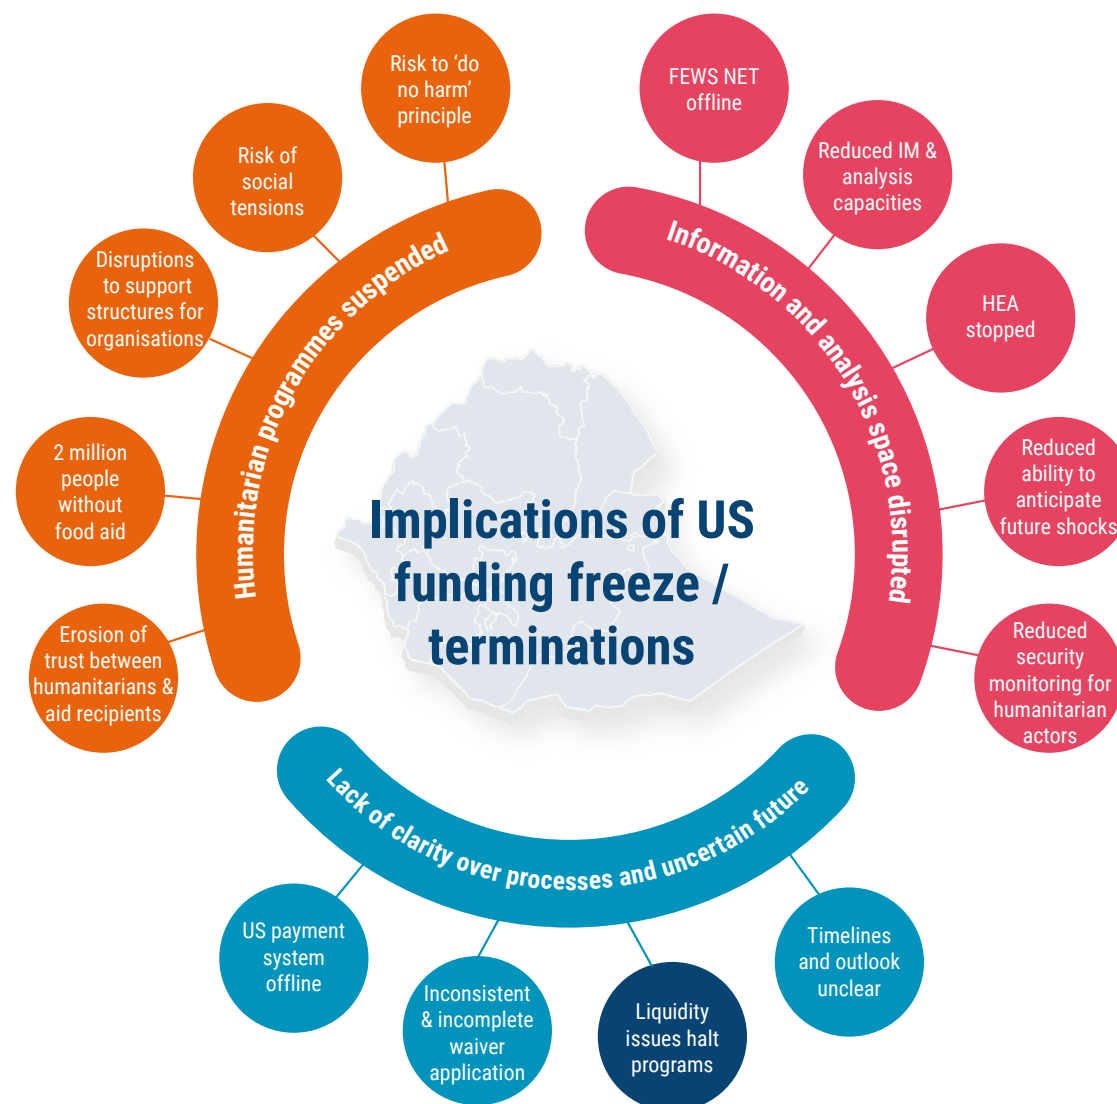 Implications of US
funding freeze /
terminations
Humanitarian programmes suspended
Risk to ‘do
no harm’
principle
Risk of
social
tensions
Disruptions
to support
structures for
organisations
2 million
people
without
food aid
Erosion of
trust between
humanitarians &
aid recipients
Information and analysis space disrupted
FEWS NET
offline
Reduced IM &
analysis
capacities
HEA
stopped
Reduced
ability to
anticipate
future shocks
Reduced
security
monitoring for
humanitarian
actors
Lack of clarity over processes and uncertain future
US payment
system
offline
Inconsistent
& incomplete
waiver
application
Liquidity
issues halt
programs
Timelines
and outlook
unclear